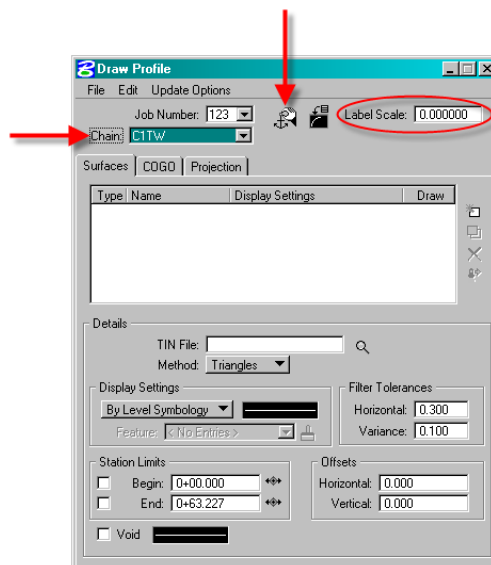 Draw Profile
File Edit Update Options
Job Number: 123 Label Scale: 0.000000
Chain: C1TW
Surfaces COGO Projection
Type Name Display Settings Draw
Details
TIN File:
Method: Triangles
Display Settings Filter Tolerances
By Level Symbology Horizontal: 0.300
Feature: < No Entries > Variance: 0.100
Station Limits Offsets
Begin: 0+00.000 Horizontal: 0.000
End: 0+63.227 Vertical: 0.000
Void